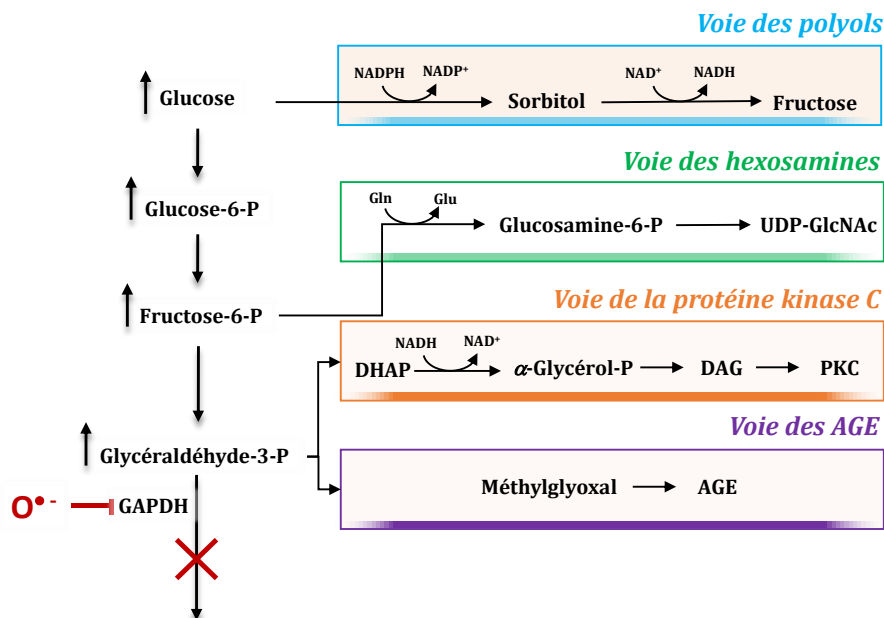 Voie des polyols
NADPH NADP⁺ NAD⁺ NADH
Glucose Sorbitol Fructose
Voie des hexosamines
Gln Glu
Glucose-6-P Glucosamine-6-P UDP-GlcNAc
Voie de la protéine kinase C
Fructose-6-P
NADH NAD⁺
DHAP α-Glycérol-P DAG PKC
Voie des AGE
Glycéraldéhyde-3-P
Méthylglyoxal AGE
O•- GAPDH